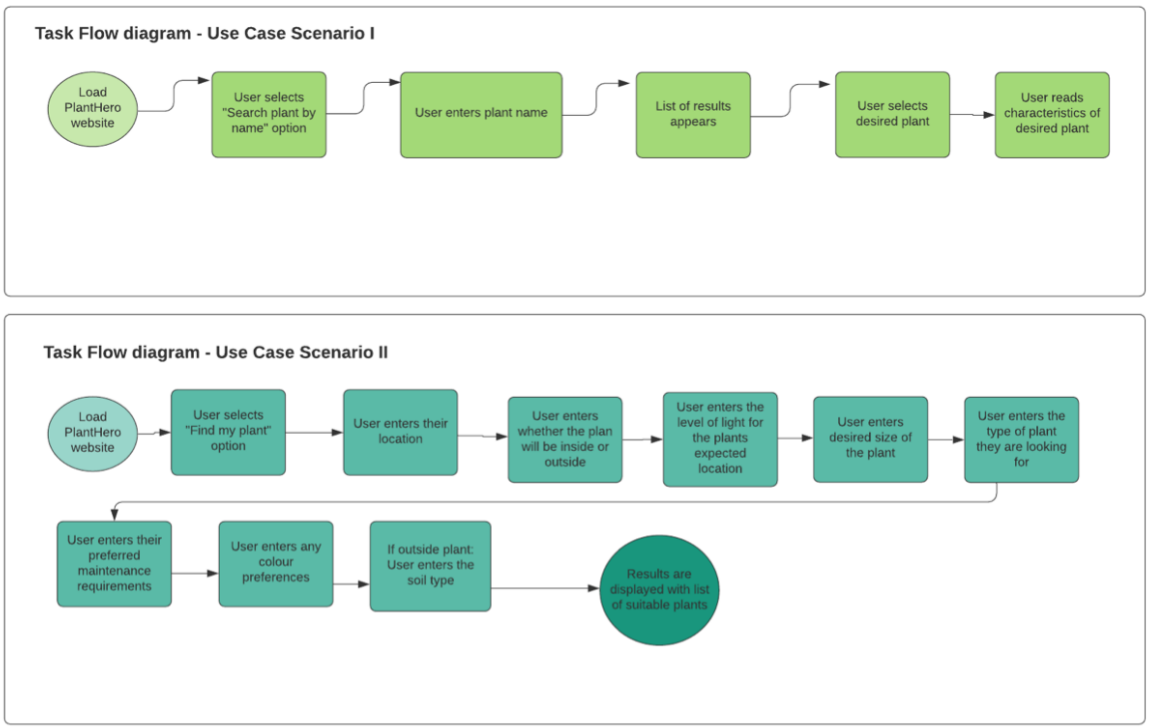 Task Flow diagram - Use Case Scenario I
Load
PlantHero
website
User selects
"Search plant by
name" option
User enters plant name
List of results
appears
User selects
desired plant
User reads
characteristics of
desired plant
Task Flow diagram - Use Case Scenario II
Load
PlantHero
website
User selects
"Find my plant"
option
User enters their
location
User enters
whether the plan
will be inside or
outside
User enters the
level of light for
the plants
expected
location
User enters
desired size of
the plant
User enters the
type of plant
they are looking
for
User enters their
preferred
maintenance
requirements
User enters any
colour
preferences
If outside plant:
User enters the
soil type
Results are
displayed with list
of suitable plants